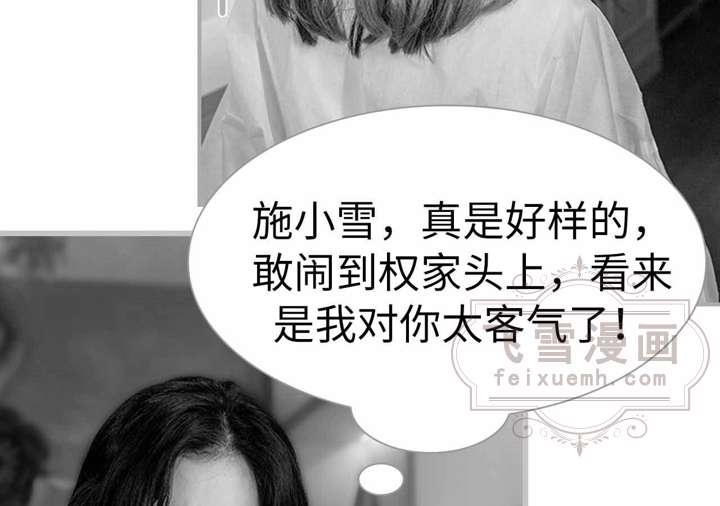 施小雪，真是好样的，
敢闹到权家头上，看来
是我对你太客气了！
飞雪漫画
feixuemh.com